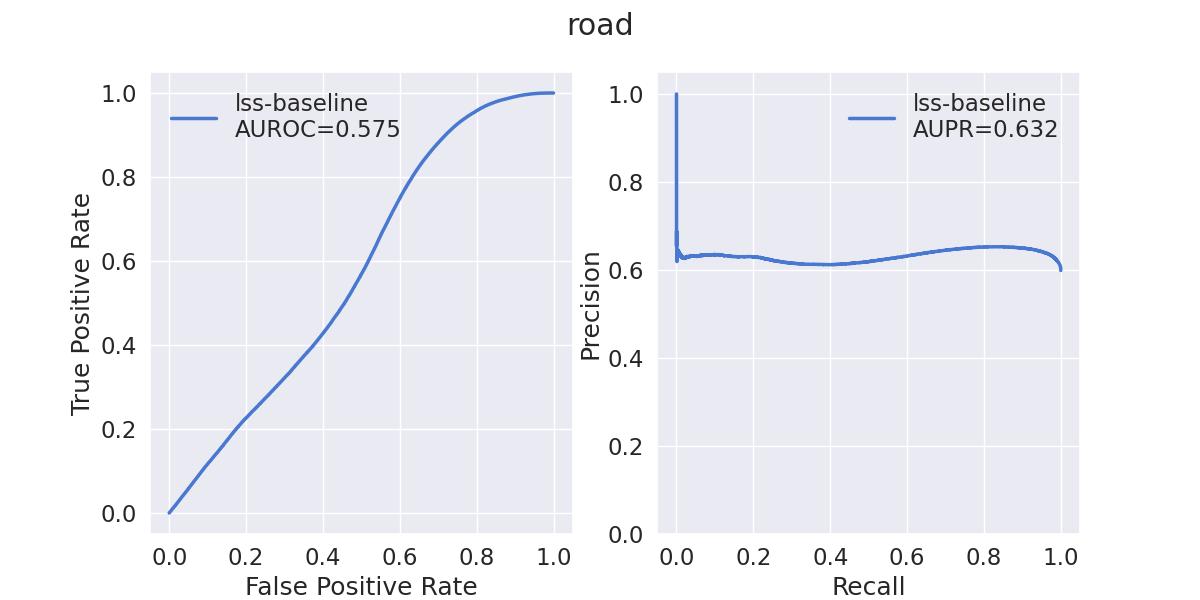 road
lss-baseline
AUROC=0.575
1.0
0.8
0.6
0.4
0.2
0.0
True Positive Rate
0.0 0.2 0.4 0.6 0.8 1.0
False Positive Rate
lss-baseline
AUPR=0.632
1.0
0.8
0.6
0.4
0.2
0.0
Precision
0.0 0.2 0.4 0.6 0.8 1.0
Recall